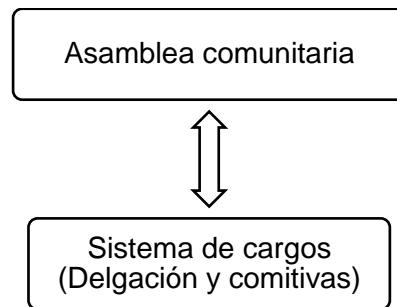 Asamblea comunitaria
Sistema de cargos
(Delgación y comitivas)